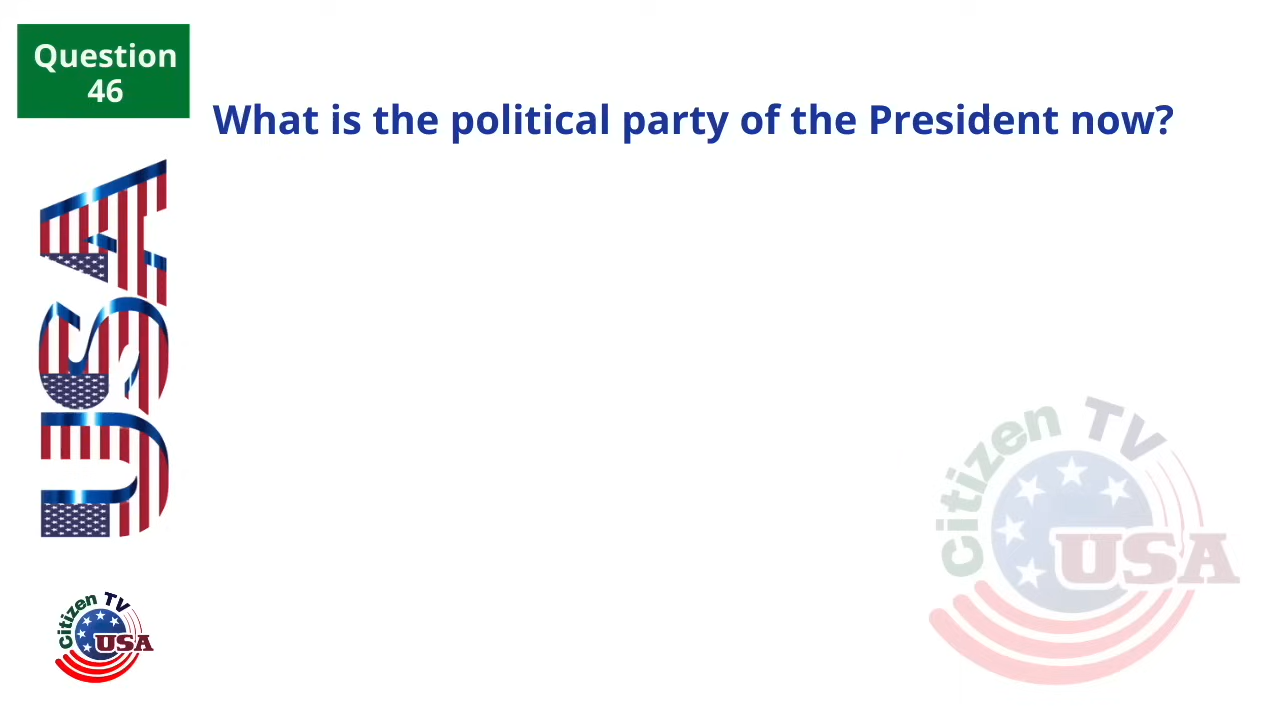 Question
46
What is the political party of the President now?
USA
Citizen TV
USA
Citizen TV
USA